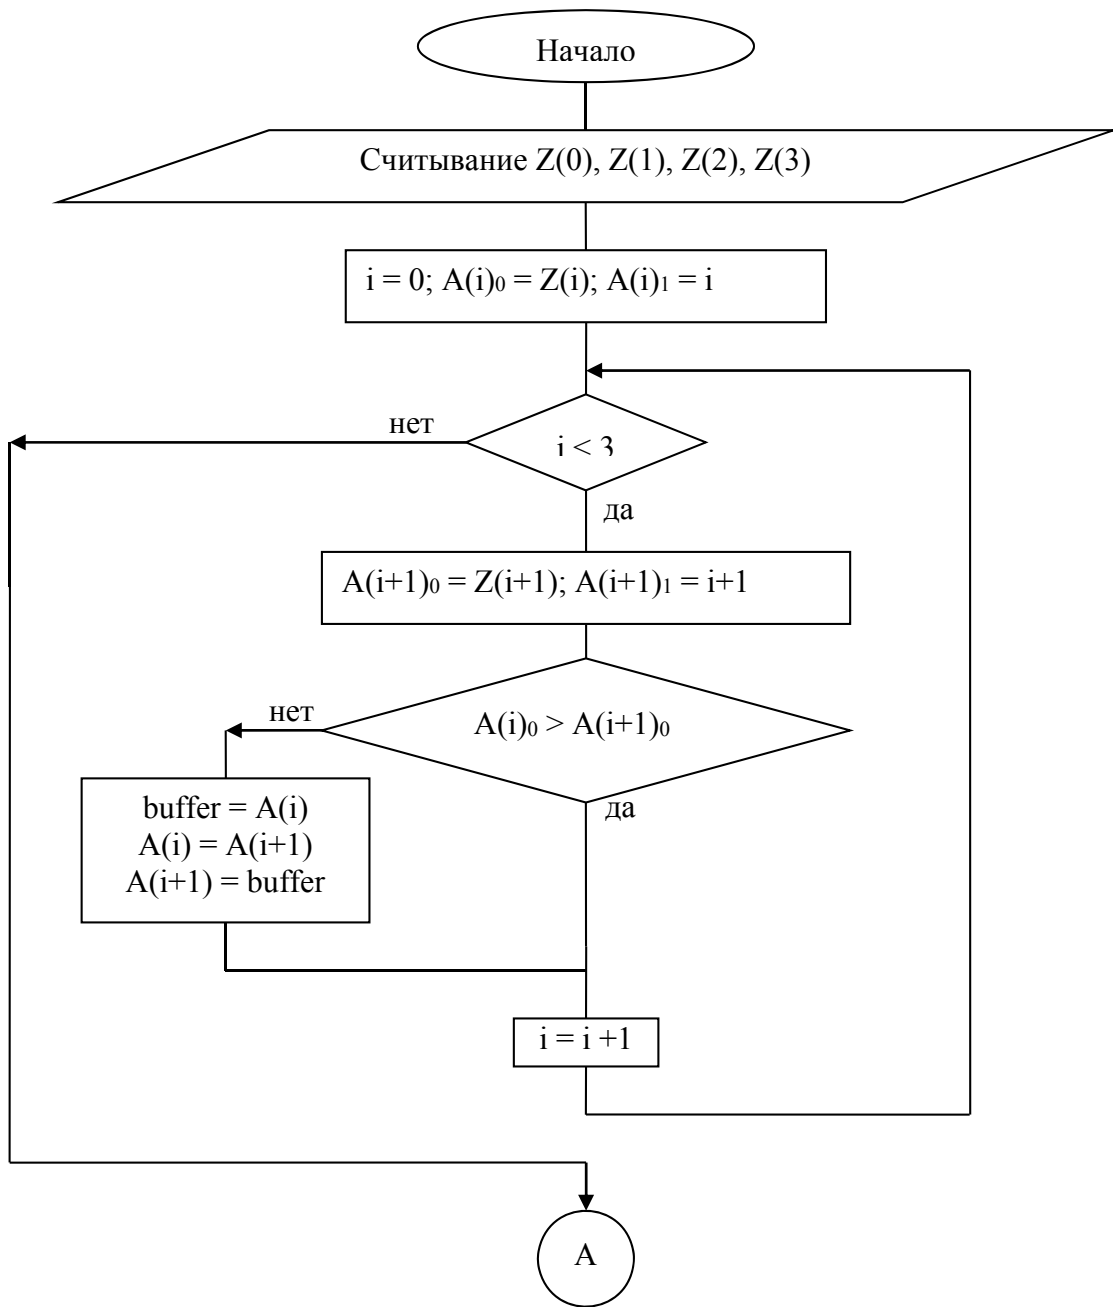 Начало
Считывание Z(0), Z(1), Z(2), Z(3)
i = 0; A(i)₀ = Z(i); A(i)₁ = i
нет
i < 3
да
A(i+1)₀ = Z(i+1); A(i+1)₁ = i+1
нет
A(i)₀ > A(i+1)₀
да
buffer = A(i)
A(i) = A(i+1)
A(i+1) = buffer
i = i +1
A